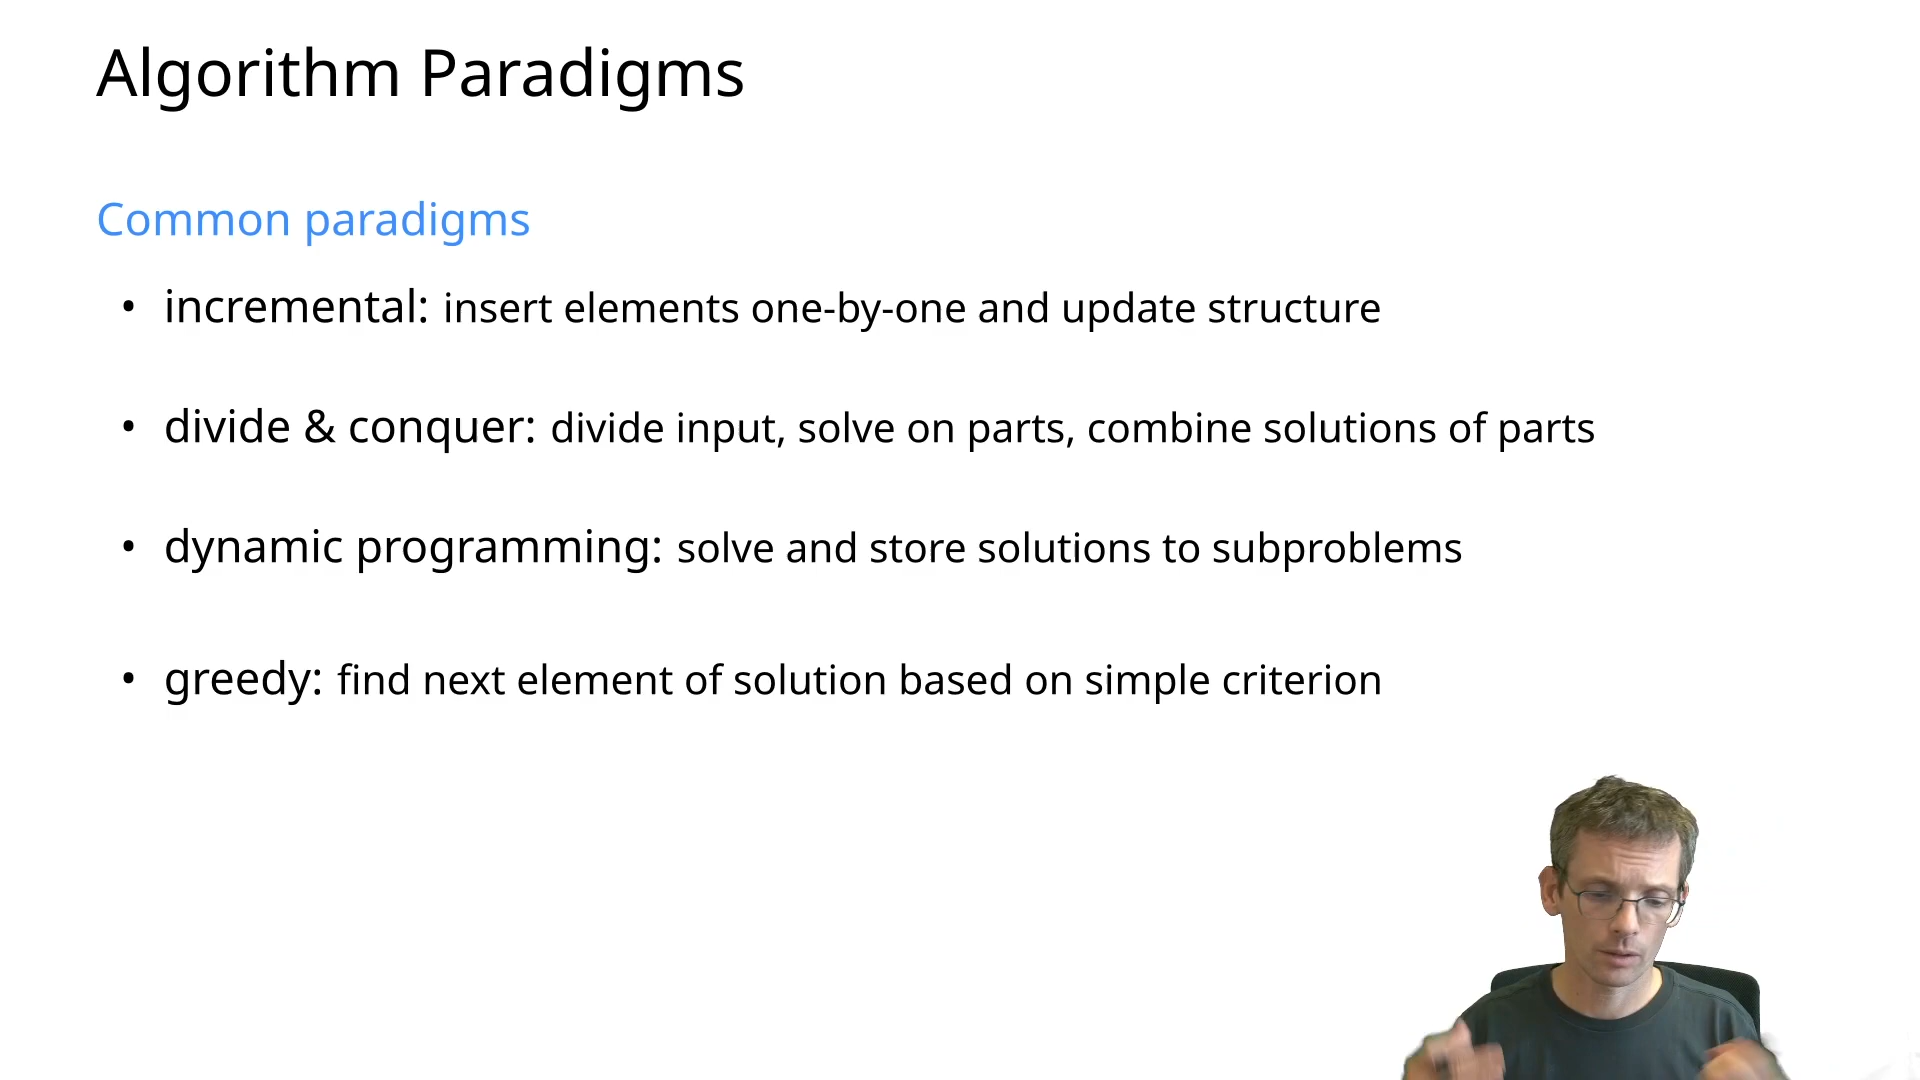 Algorithm Paradigms
Common paradigms
• incremental: insert elements one-by-one and update structure
• divide & conquer: divide input, solve on parts, combine solutions of parts
• dynamic programming: solve and store solutions to subproblems
• greedy: find next element of solution based on simple criterion